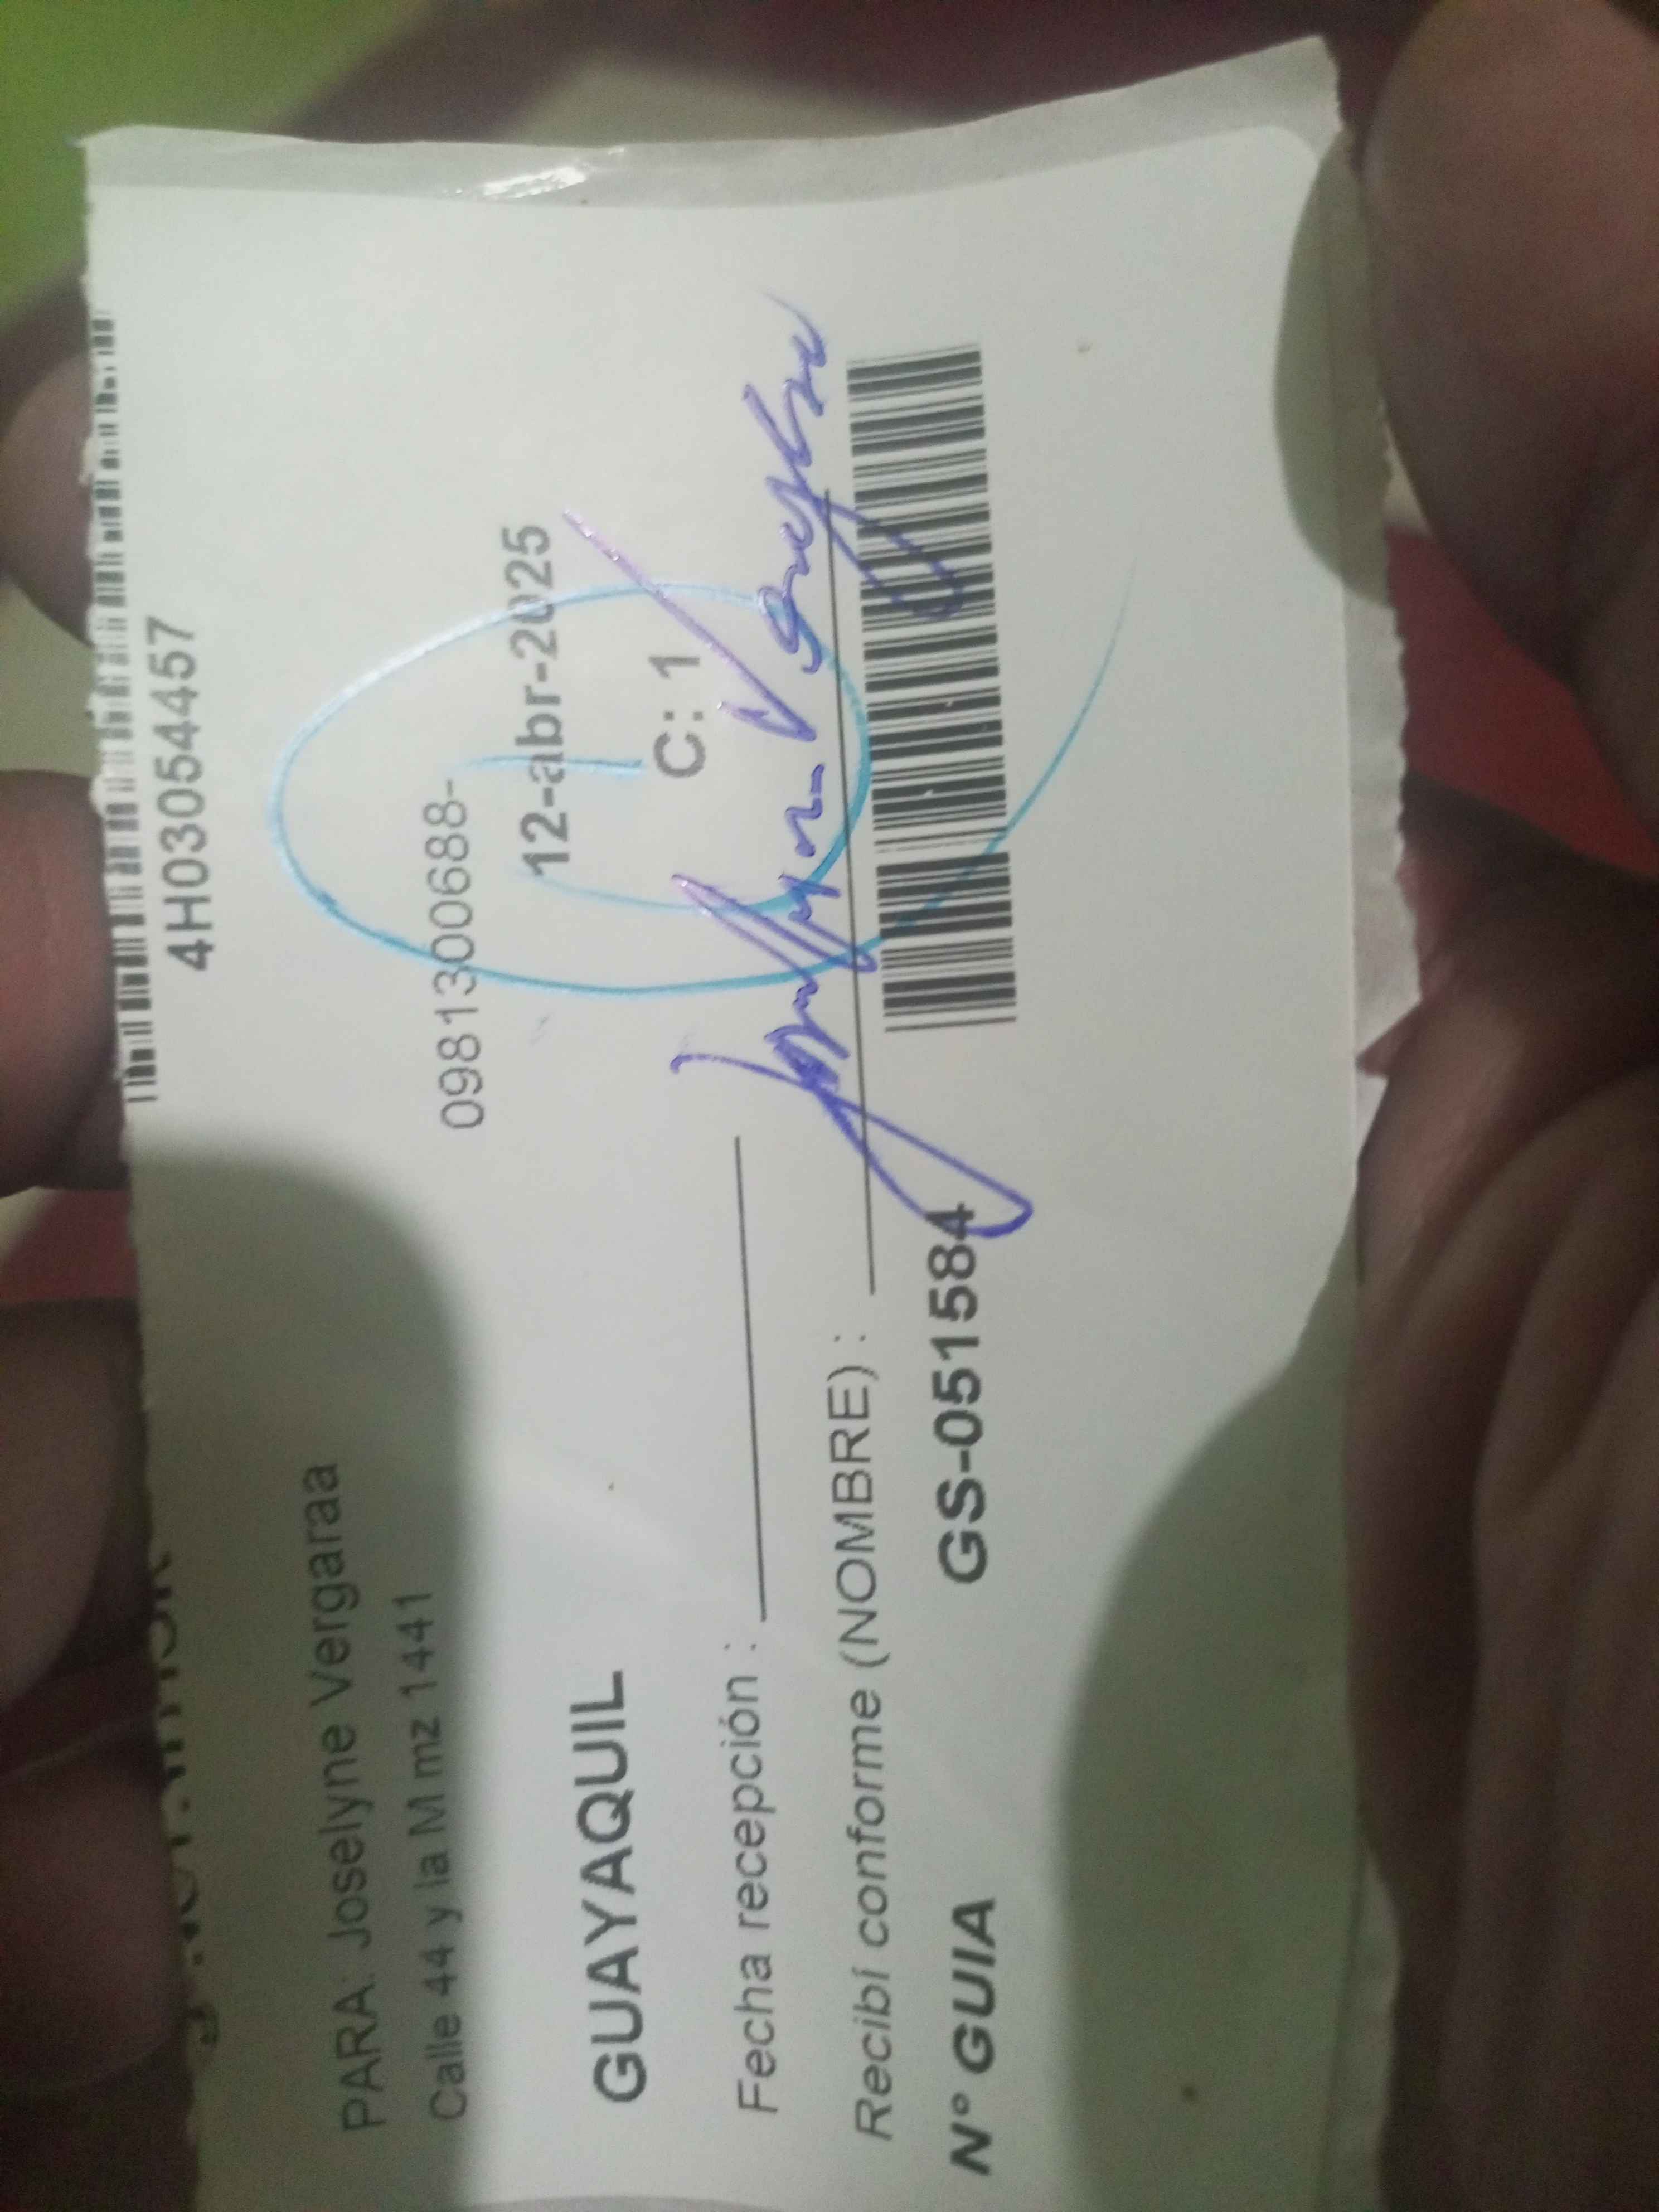 4H03054457
PARA: Joselyne Vergaraa
Calle 44 y la M mz 1441
0981300688-
12-abr-2025
GUAYAQUIL
C: 1
Fecha recepción :
Recibí conforme (NOMBRE) :
N° GUIA GS-051584